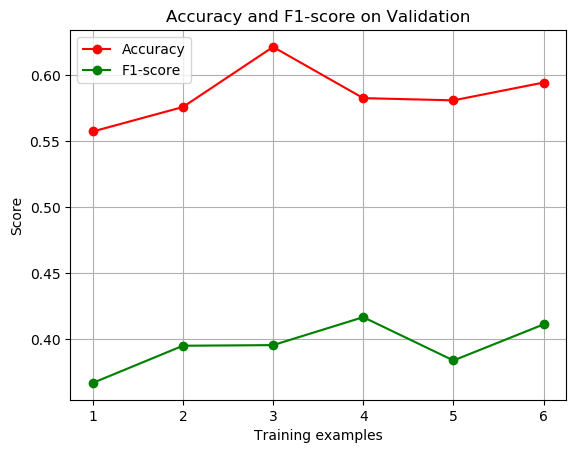 Accuracy and F1-score on Validation
Accuracy
F1-score
0.60
0.55
0.50
0.45
0.40
Score
1 2 3 4 5 6
Training examples